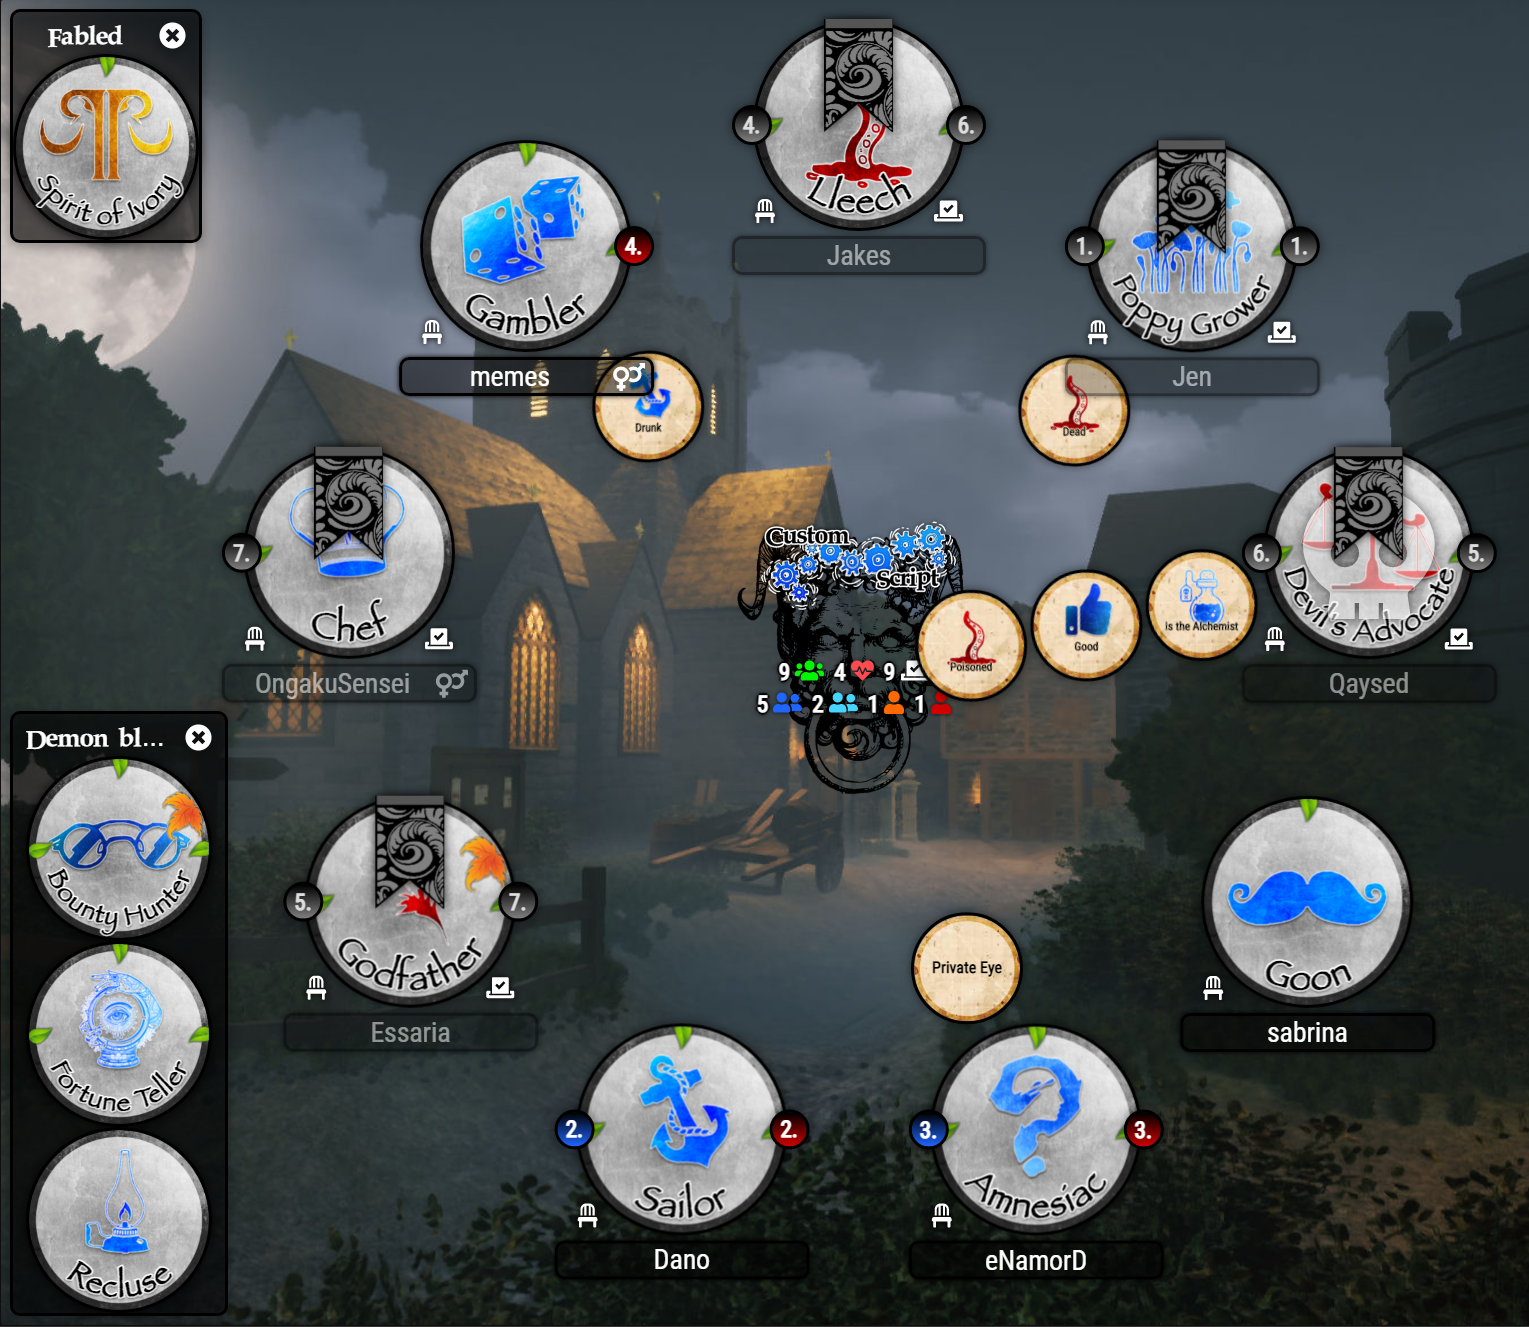 Fabled
Spirit of Ivory
4.
6.
Lleech
Jakes
1.
1.
Poppy Grower
Jen
4.
Gambler
memes
Drunk
Dead
7.
Chef
OngakuSensei
6.
5.
Devil's Advocate
Qaysed
Custom
Script
Poisoned
Good
Is the Alchemist
9 4 9
5 2 1 1
Demon bl...
Bounty Hunter
Fortune Teller
Recluse
5.
7.
Godfather
Essaria
Goon
sabrina
Private Eye
2.
2.
Sailor
Dano
3.
3.
Amnesiac
eNamorD